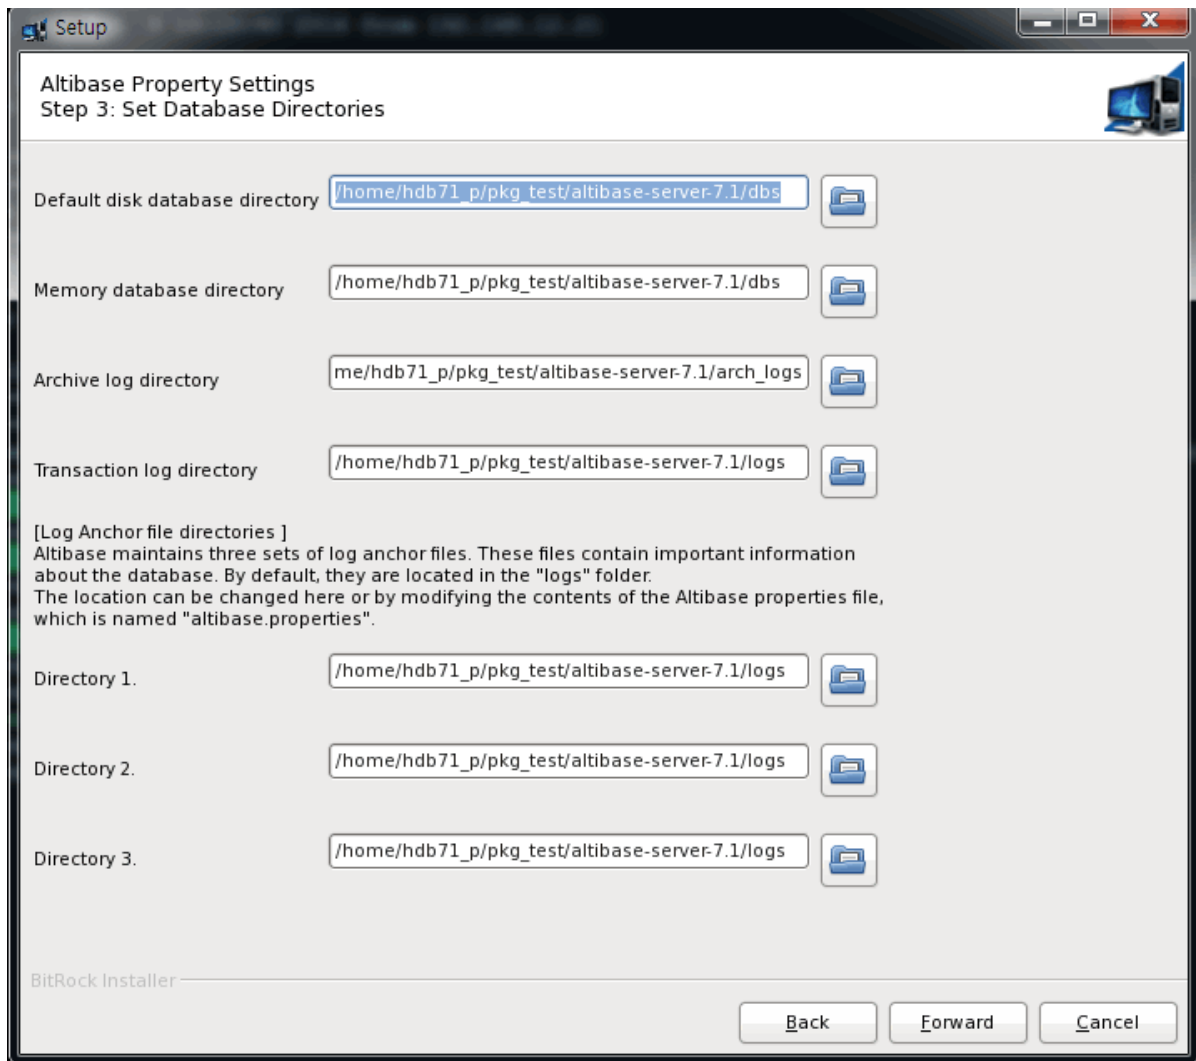 Setup
Altibase Property Settings
Step 3: Set Database Directories
Default disk database directory /home/hdb71_p/pkg_test/altibase-server-7.1/dbs
Memory database directory /home/hdb71_p/pkg_test/altibase-server-7.1/dbs
Archive log directory me/hdb71_p/pkg_test/altibase-server-7.1/arch_logs
Transaction log directory /home/hdb71_p/pkg_test/altibase-server-7.1/logs
[Log Anchor file directories ]
Altibase maintains three sets of log anchor files. These files contain important information
about the database. By default, they are located in the "logs" folder.
The location can be changed here or by modifying the contents of the Altibase properties file,
which is named "altibase.properties".
Directory 1. /home/hdb71_p/pkg_test/altibase-server-7.1/logs
Directory 2. /home/hdb71_p/pkg_test/altibase-server-7.1/logs
Directory 3. /home/hdb71_p/pkg_test/altibase-server-7.1/logs
BitRock Installer
Back Forward Cancel